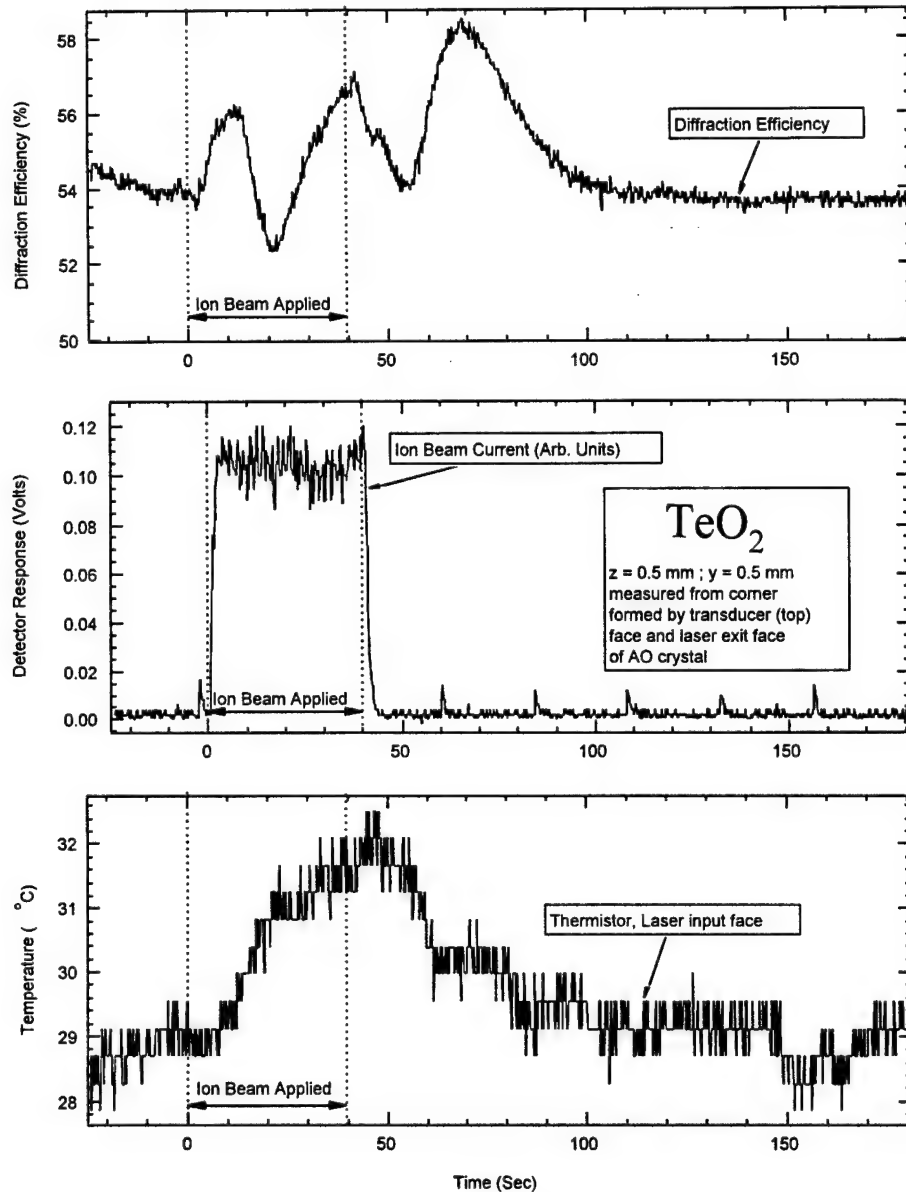 58
56
54
52
50
Diffraction Efficiency (%)
Diffraction Efficiency
Ion Beam Applied
0
50
100
150
0.12
0.10
0.08
0.06
0.04
0.02
0.00
Detector Response (Volts)
Ion Beam Current (Arb. Units)
TeO2
z = 0.5 mm ; y = 0.5 mm
measured from corner
formed by transducer (top)
face and laser exit face
of AO crystal
Ion Beam Applied
0
50
100
150
32
31
30
29
28
Temperature ( °C)
Thermistor, Laser input face
Ion Beam Applied
0
50
100
150
Time (Sec)